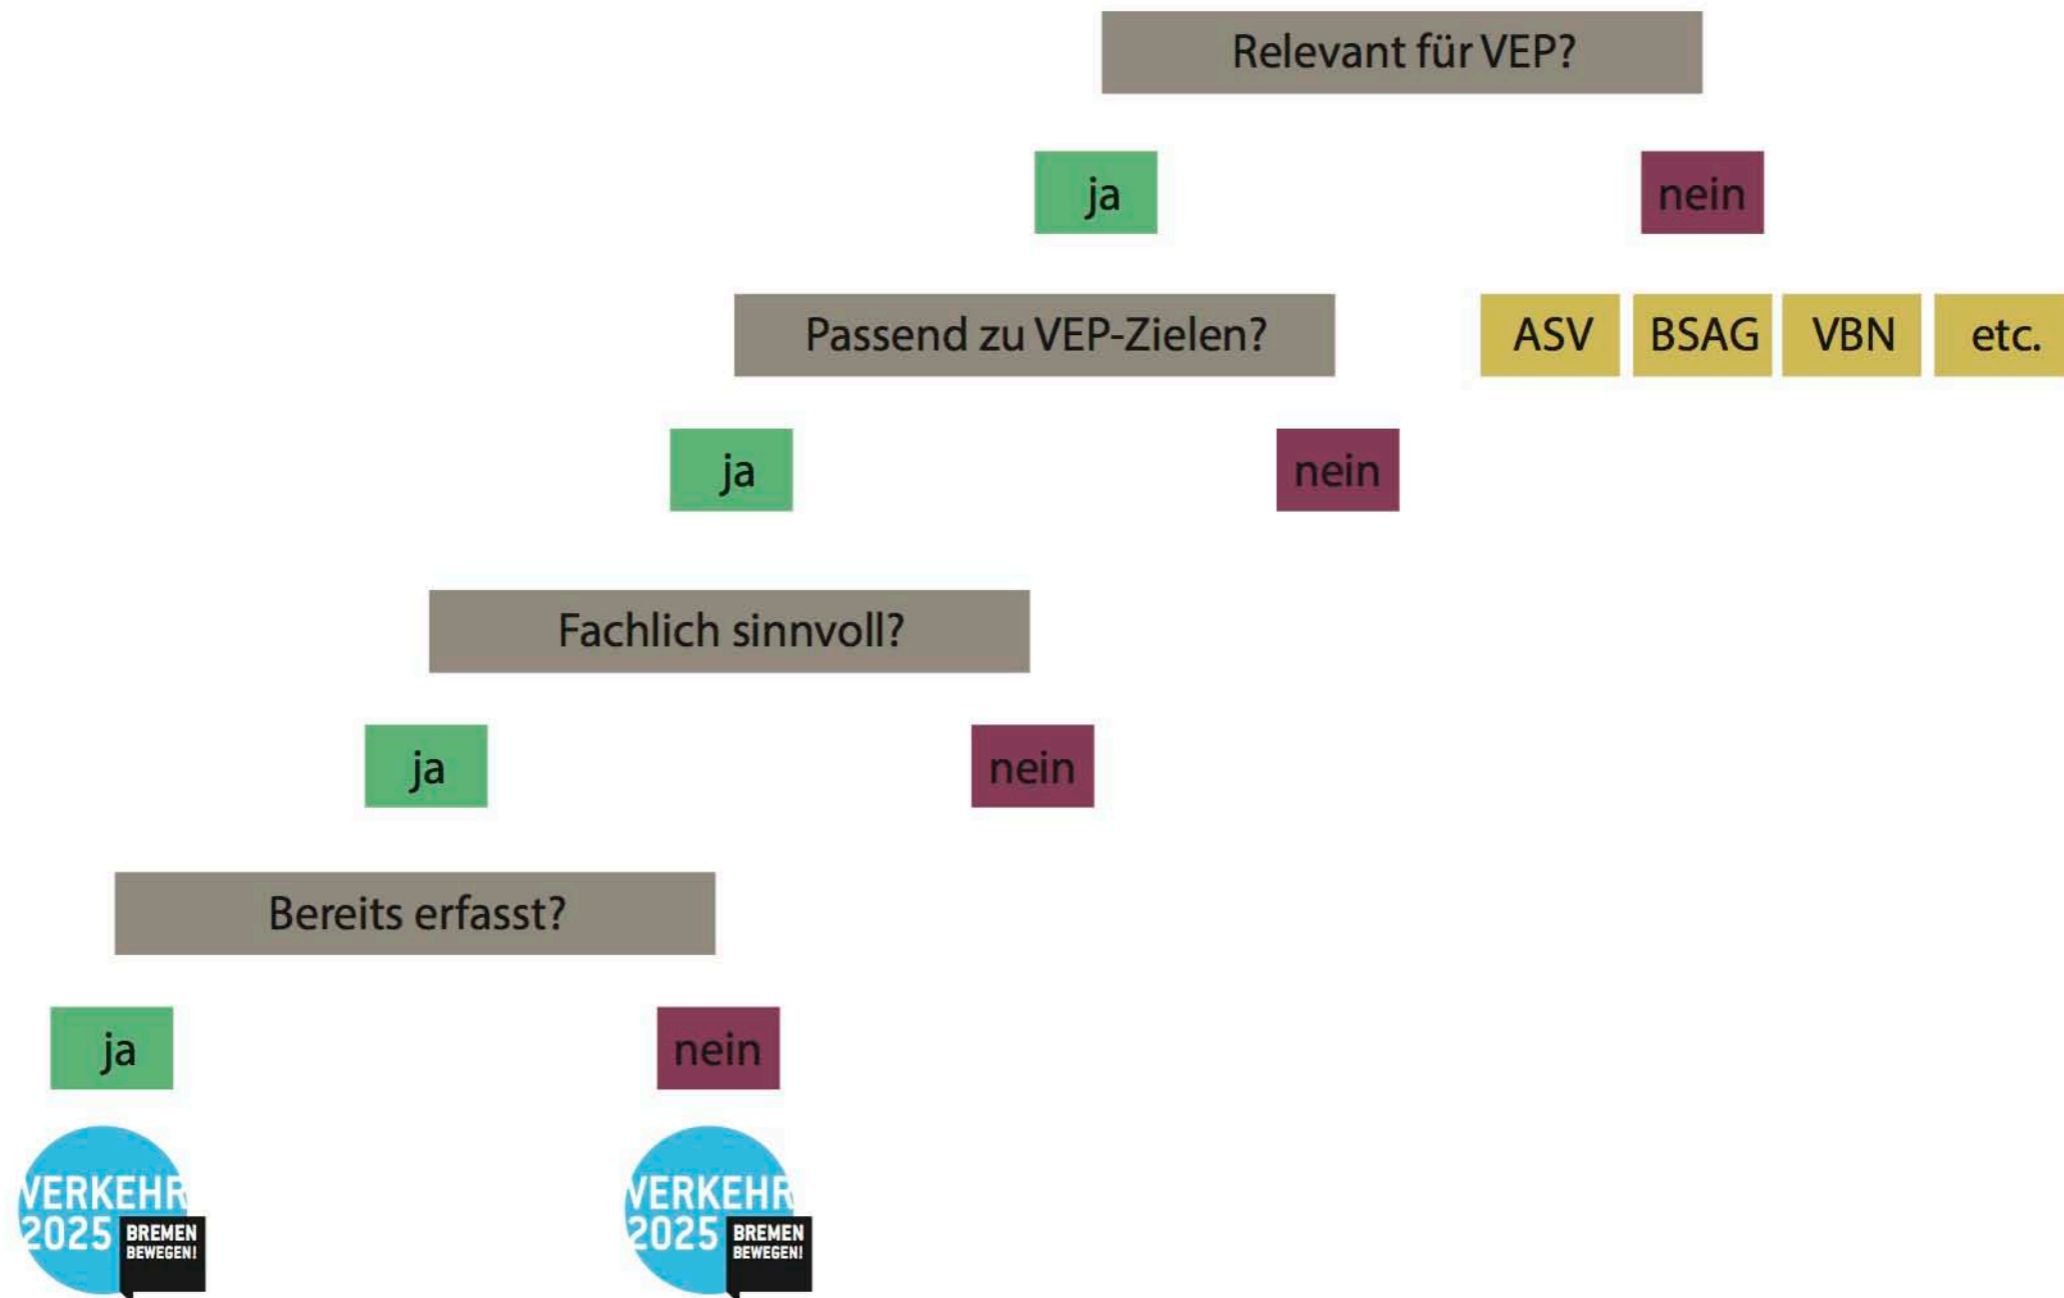 Relevant für VEP?
ja
nein
Passend zu VEP-Zielen?
ASV
BSAG
VBN
etc.
ja
nein
Fachlich sinnvoll?
ja
nein
Bereits erfasst?
ja
nein
VERKEHR
2025
BREMEN
BEWEGEN!
VERKEHR
2025
BREMEN
BEWEGEN!